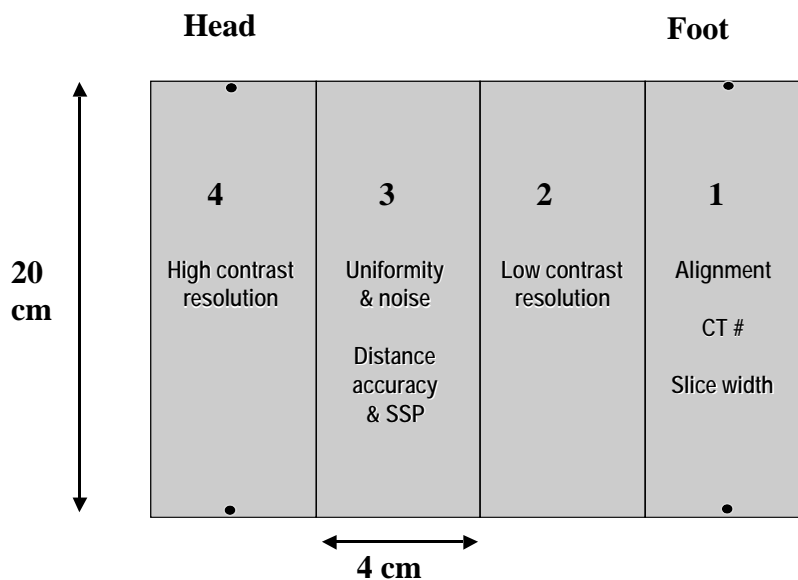 Head
Foot
20
cm
4
High contrast
resolution
3
Uniformity
& noise
Distance
accuracy
& SSP
2
Low contrast
resolution
1
Alignment
CT #
Slice width
4 cm